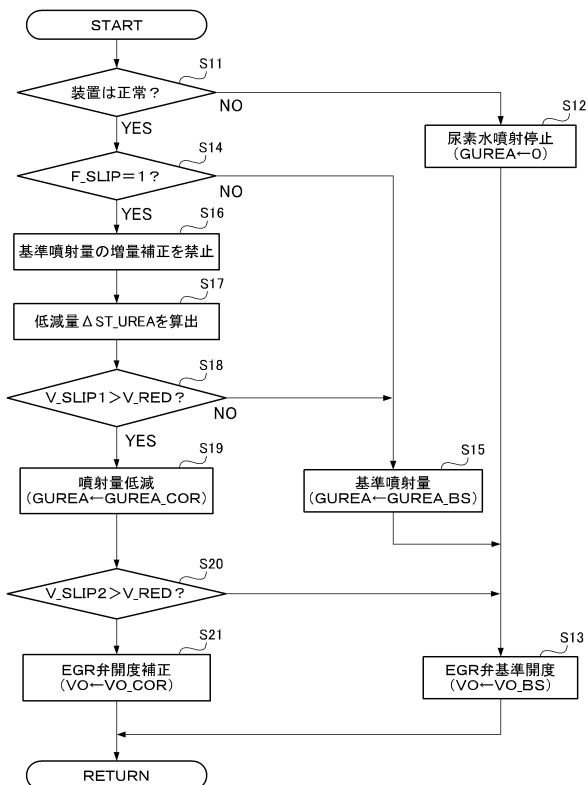 START
S11
装置は正常？
NO
YES
S12
尿素水噴射停止
(GUREA←0)
S14
F_SLIP＝1？
NO
YES
S16
基準噴射量の増量補正を禁止
S17
低減量ΔST_UREAを算出
S18
V_SLIP1＞V_RED？
NO
YES
S19
噴射量低減
(GUREA←GUREA_COR)
S15
基準噴射量
(GUREA←GUREA_BS)
S20
V_SLIP2＞V_RED？
S21
EGR弁開度補正
(VO←VO_COR)
S13
EGR弁基準開度
(VO←VO_BS)
RETURN